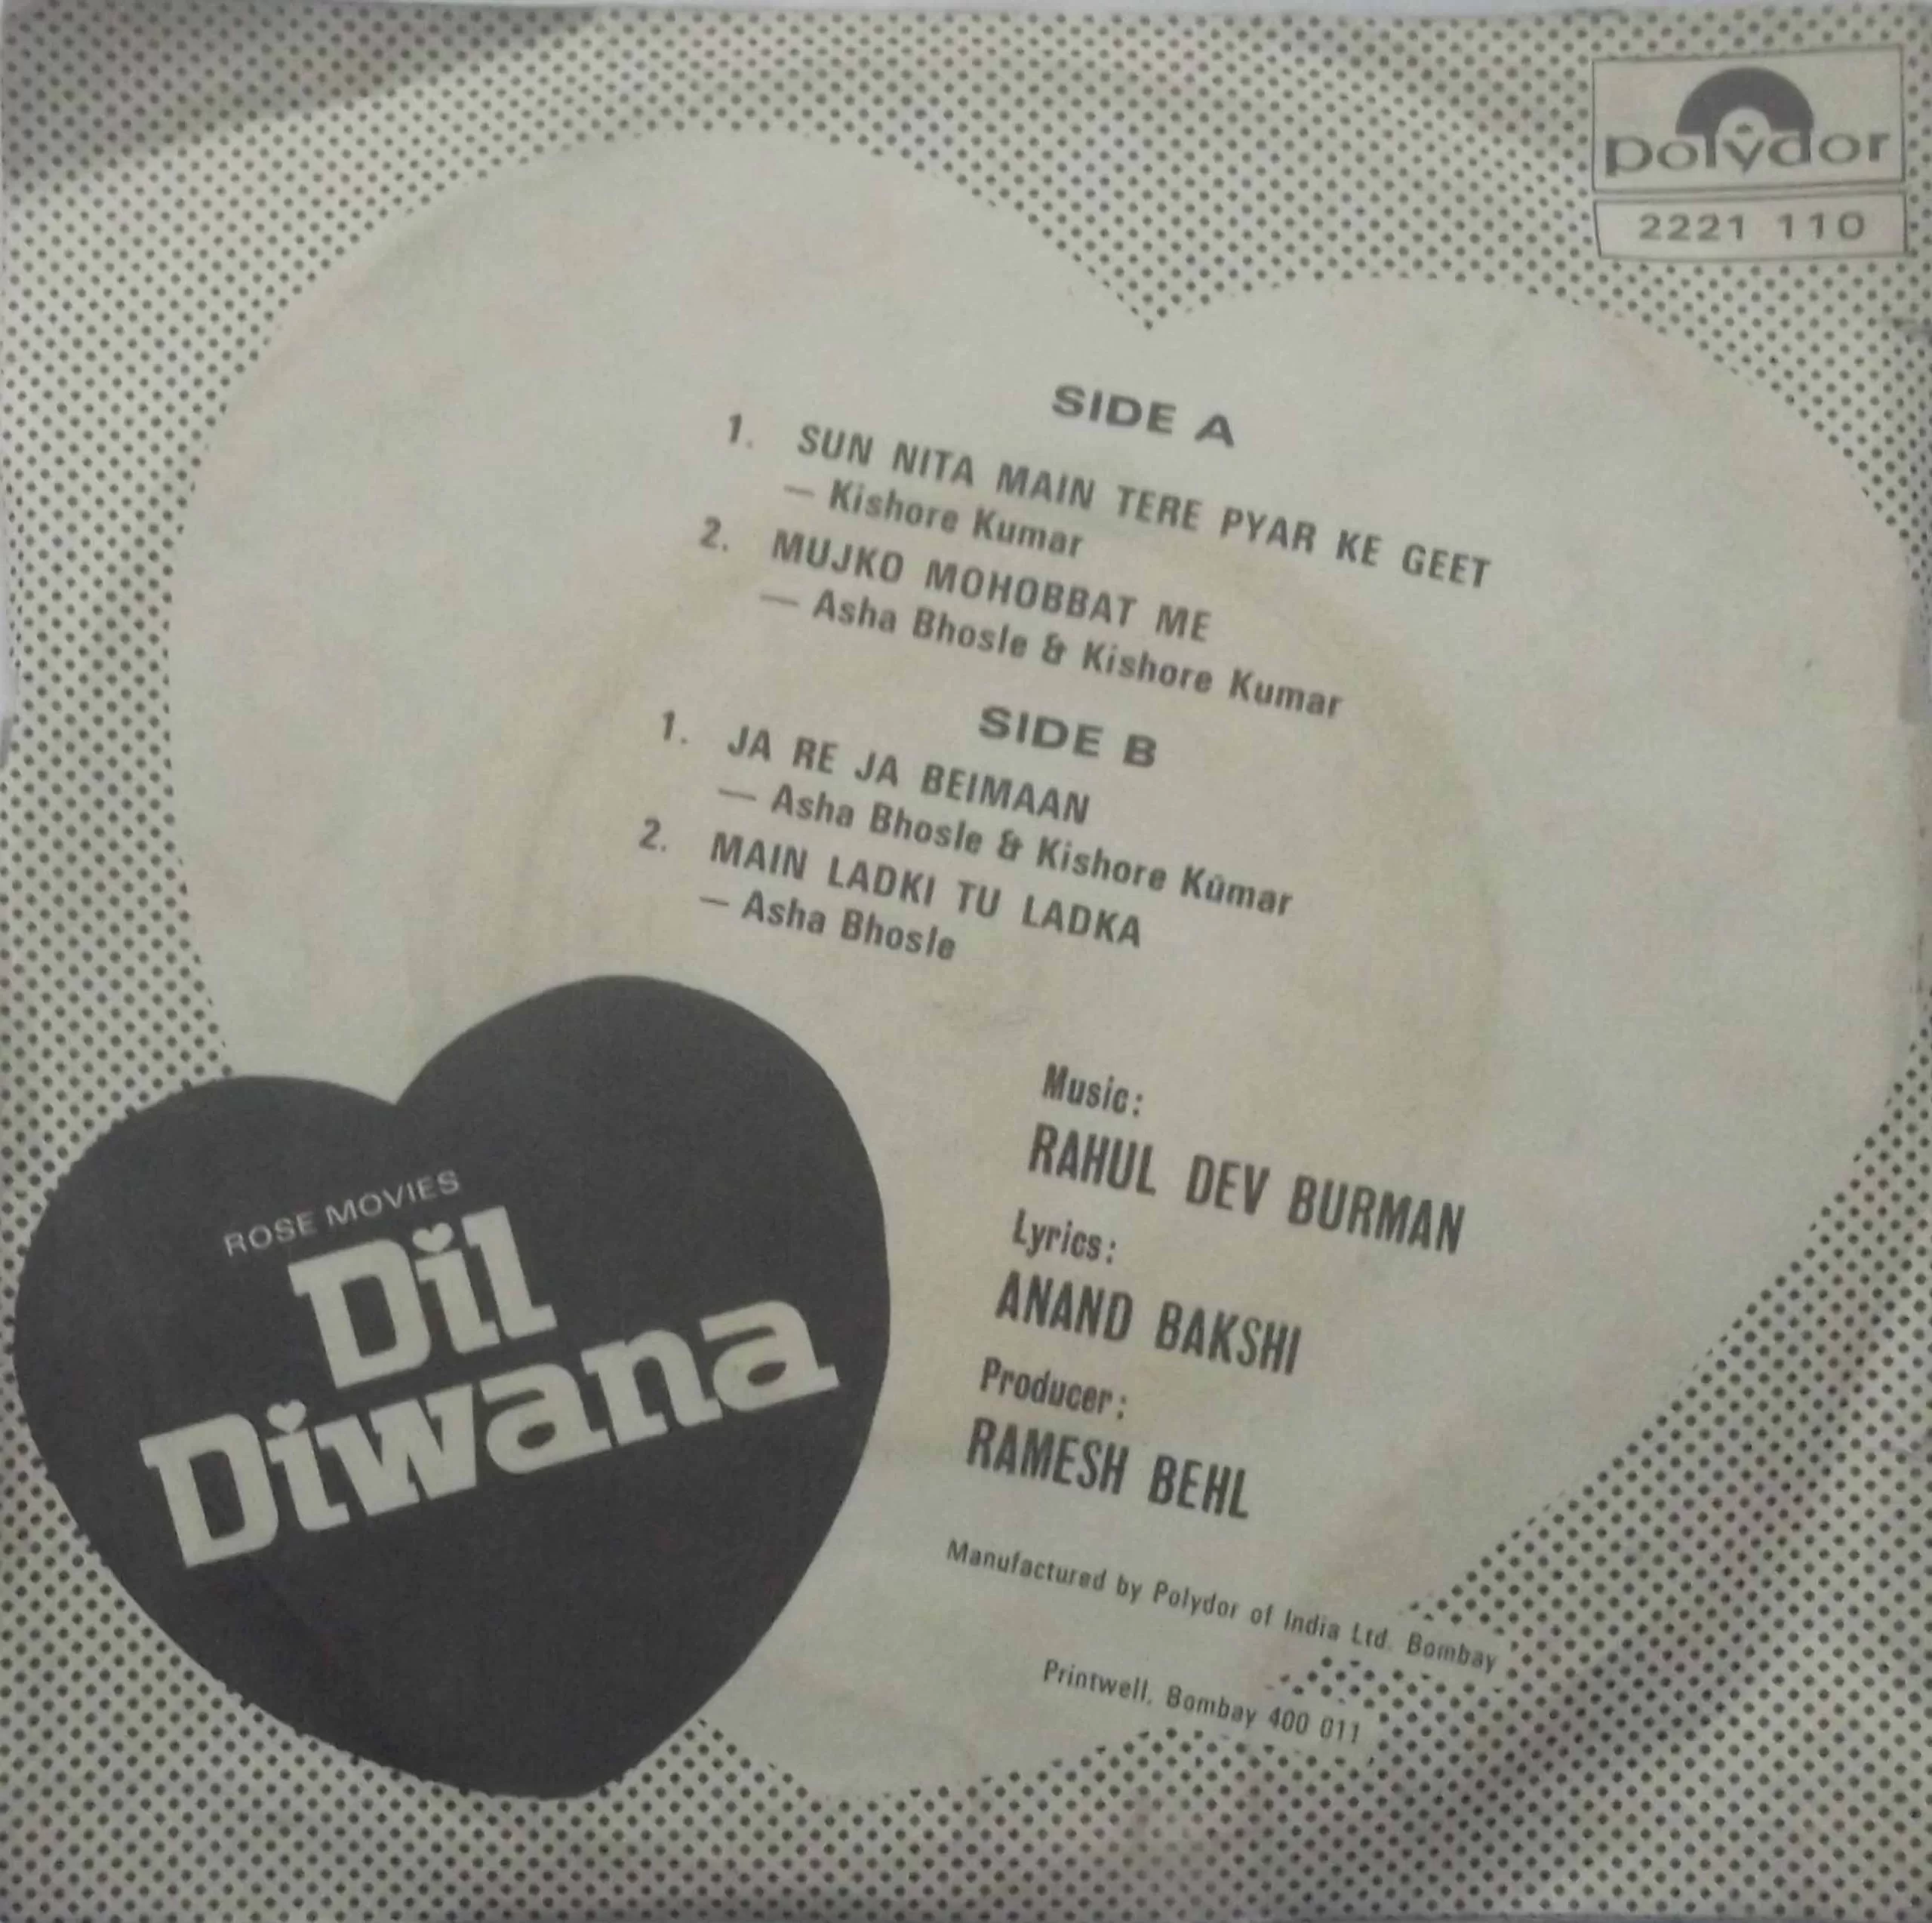 polydor
2221 110
SIDE A
1. SUN NITA MAIN TERE PYAR KE GEET
— Kishore Kumar
2. MUJKO MOHOBBAT ME
— Asha Bhosle & Kishore Kumar
SIDE B
1. JA RE JA BEIMAAN
— Asha Bhosle & Kishore Kumar
2. MAIN LADKI TU LADKA
— Asha Bhosle
ROSE MOVIES
Dil
Diwana
Music:
RAHUL DEV BURMAN
Lyrics:
ANAND BAKSHI
Producer:
RAMESH BEHL
Manufactured by Polydor of India Ltd. Bombay
Printwell, Bombay 400 011